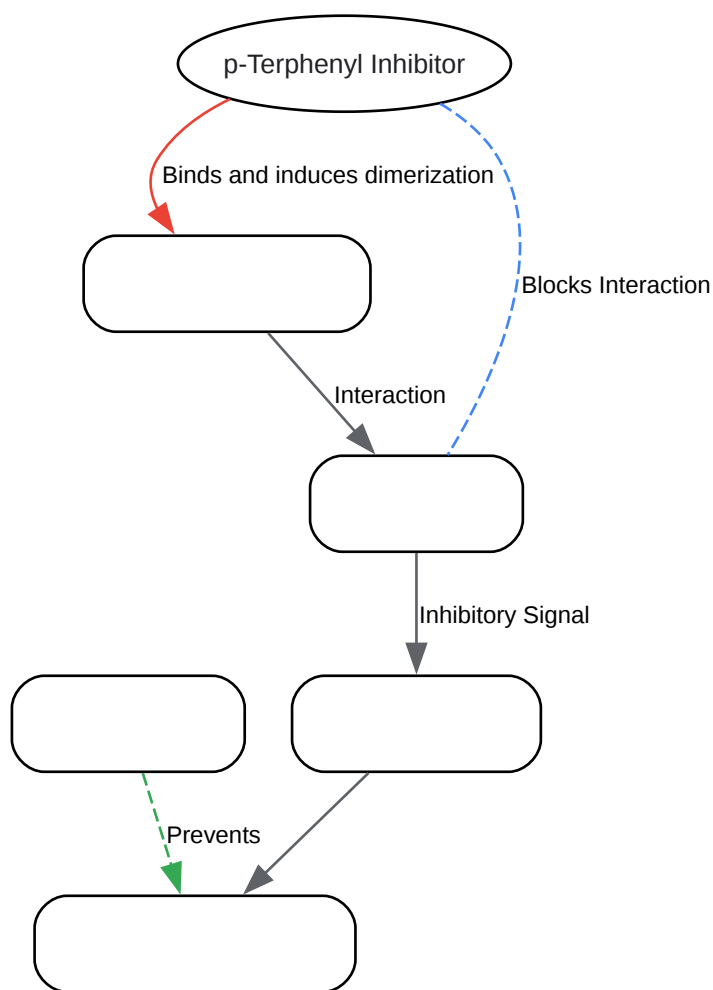 p-Terphenyl Inhibitor
Binds and induces dimerization
Blocks Interaction
Interaction
Inhibitory Signal
Prevents